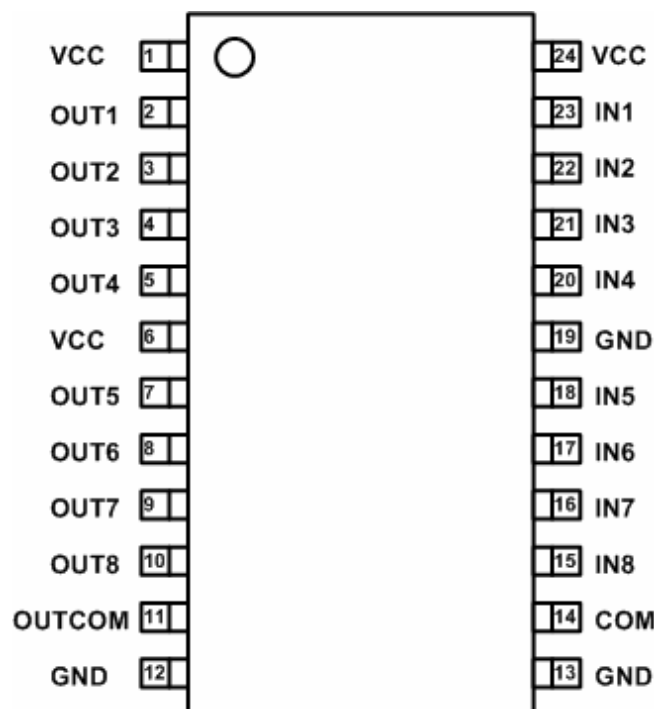 VCC 1 24 VCC
OUT1 2 23 IN1
OUT2 3 22 IN2
OUT3 4 21 IN3
OUT4 5 20 IN4
VCC 6 19 GND
OUT5 7 18 IN5
OUT6 8 17 IN6
OUT7 9 16 IN7
OUT8 10 15 IN8
OUTCOM 11 14 COM
GND 12 13 GND